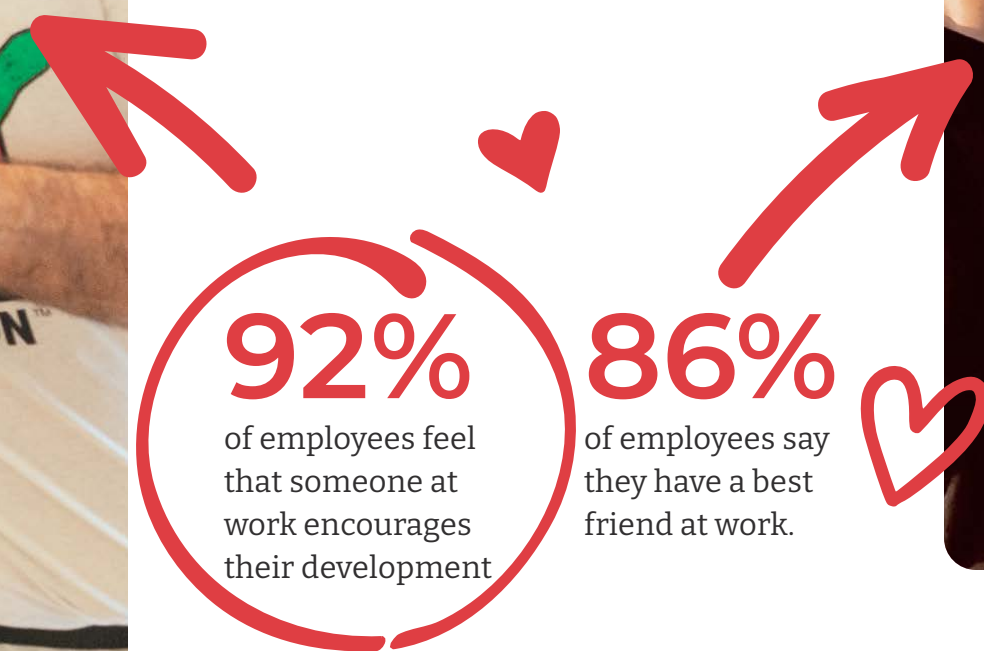 92%
of employees feel
that someone at
work encourages
their development
86%
of employees say
they have a best
friend at work.
N™